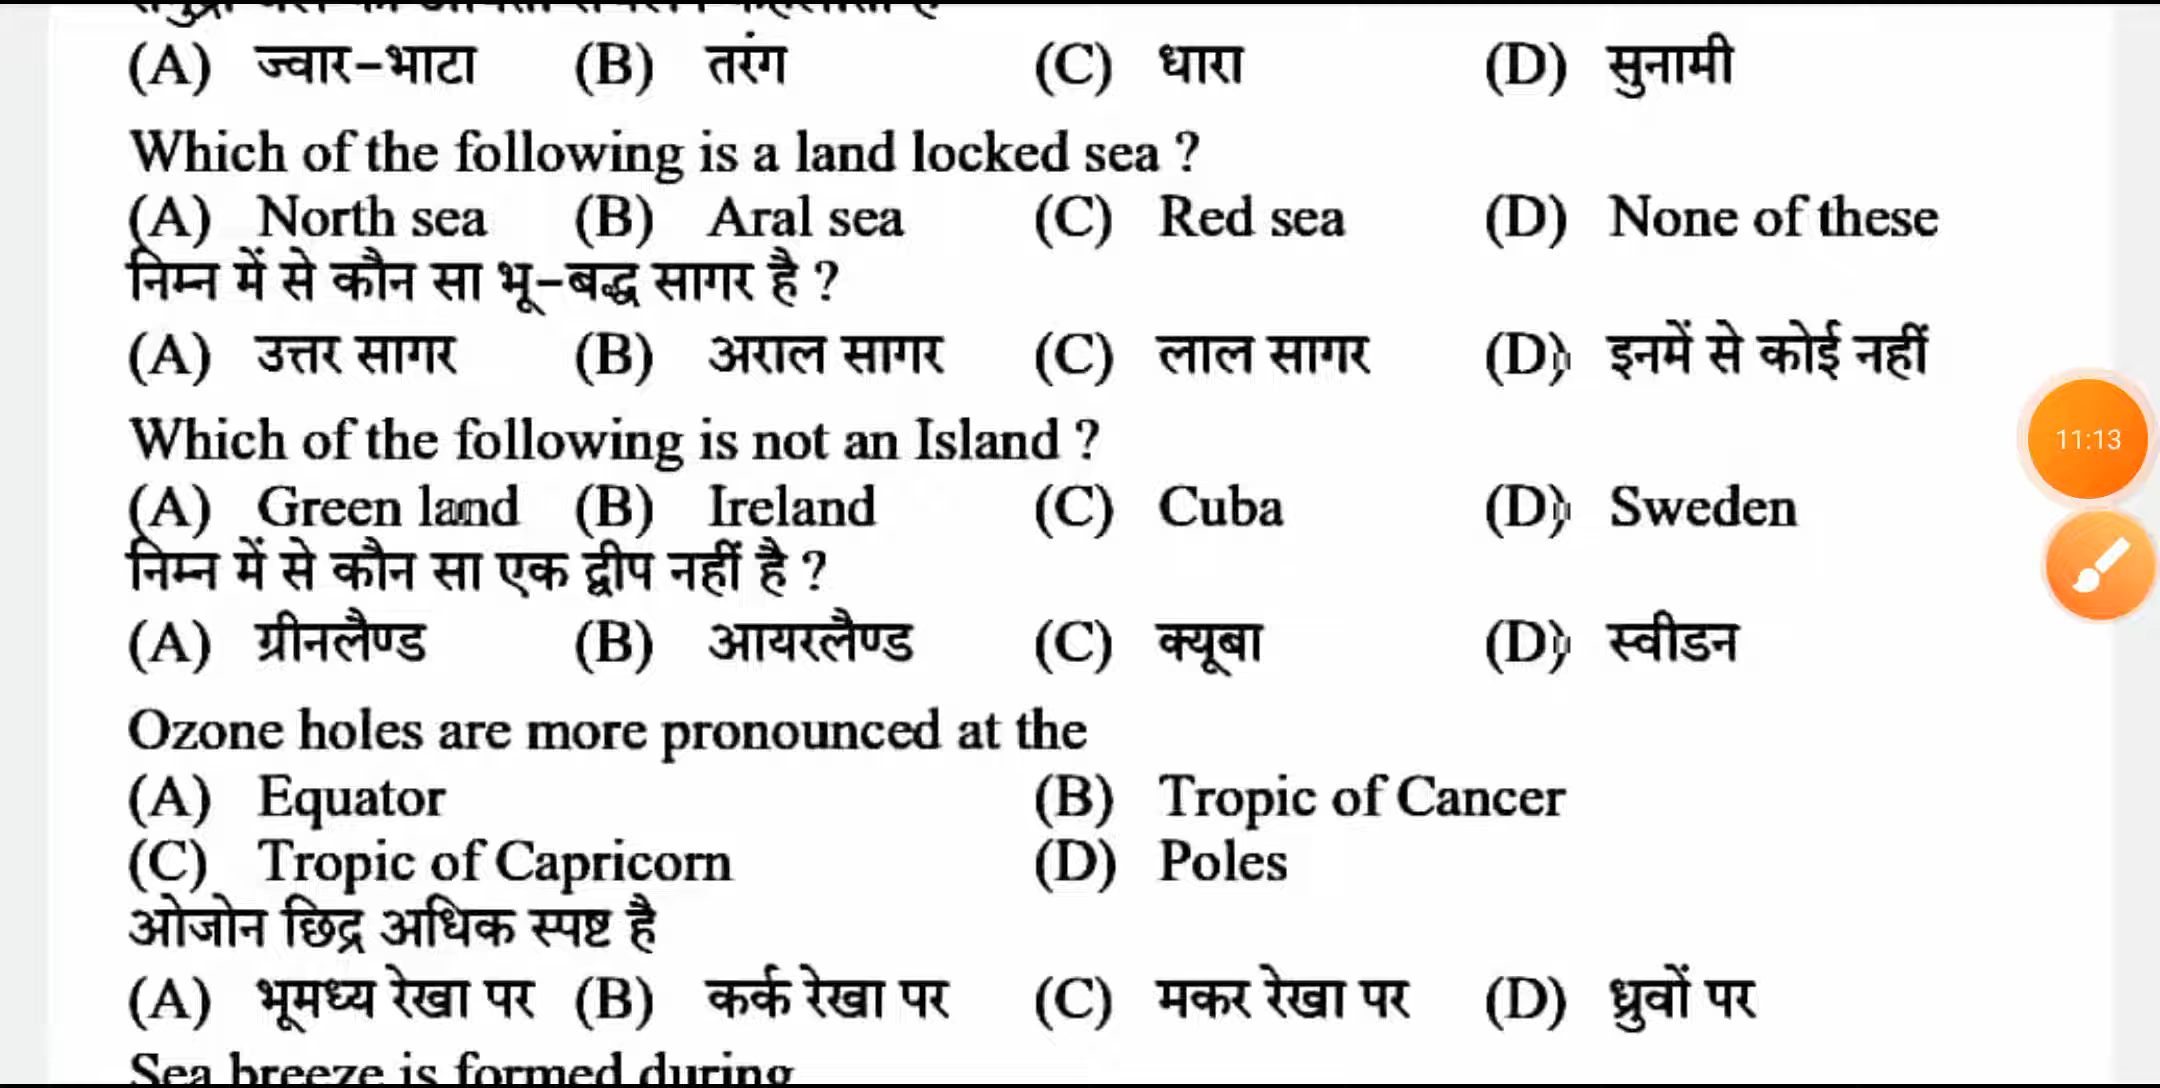 (A) ज्वार-भाटा (B) तरंग (C) धारा (D) सुनामी
Which of the following is a land locked sea ?
(A) North sea (B) Aral sea (C) Red sea (D) None of these
निम्न में से कौन सा भू-बद्ध सागर है ?
(A) उत्तर सागर (B) अराल सागर (C) लाल सागर (D) इनमें से कोई नहीं
Which of the following is not an Island ?
(A) Green land (B) Ireland (C) Cuba (D) Sweden
निम्न में से कौन सा एक द्वीप नहीं है ?
(A) ग्रीनलैण्ड (B) आयरलैण्ड (C) क्यूबा (D) स्वीडन
11:13
Ozone holes are more pronounced at the
(A) Equator (B) Tropic of Cancer
(C) Tropic of Capricorn (D) Poles
ओजोन छिद्र अधिक स्पष्ट है
(A) भूमध्य रेखा पर (B) कर्क रेखा पर (C) मकर रेखा पर (D) ध्रुवों पर
Sea breeze is formed during